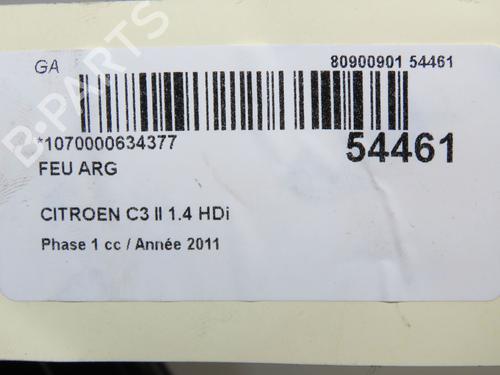 GA
80900901 54461
*1070000634377
54461
FEU ARG
CITROEN C3 II 1.4 HDi
Phase 1 cc / Année 2011
B-PARTS